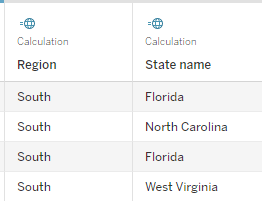 Calculation Calculation
Region State name
South Florida
South North Carolina
South Florida
South West Virginia